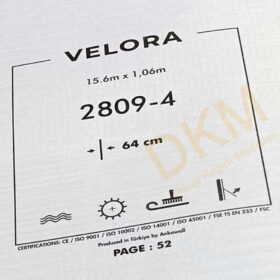 VELORA
15.6m x 1,06m
2809-4
64 cm
DKM
CERTIFICATIONS: CE / ISO 9001 / ISO 10002 / ISO 14001 / ISO 45001 / TSE TS EN 233 / FSC
Produced in Türkiye by Ankawall
PAGE : 52